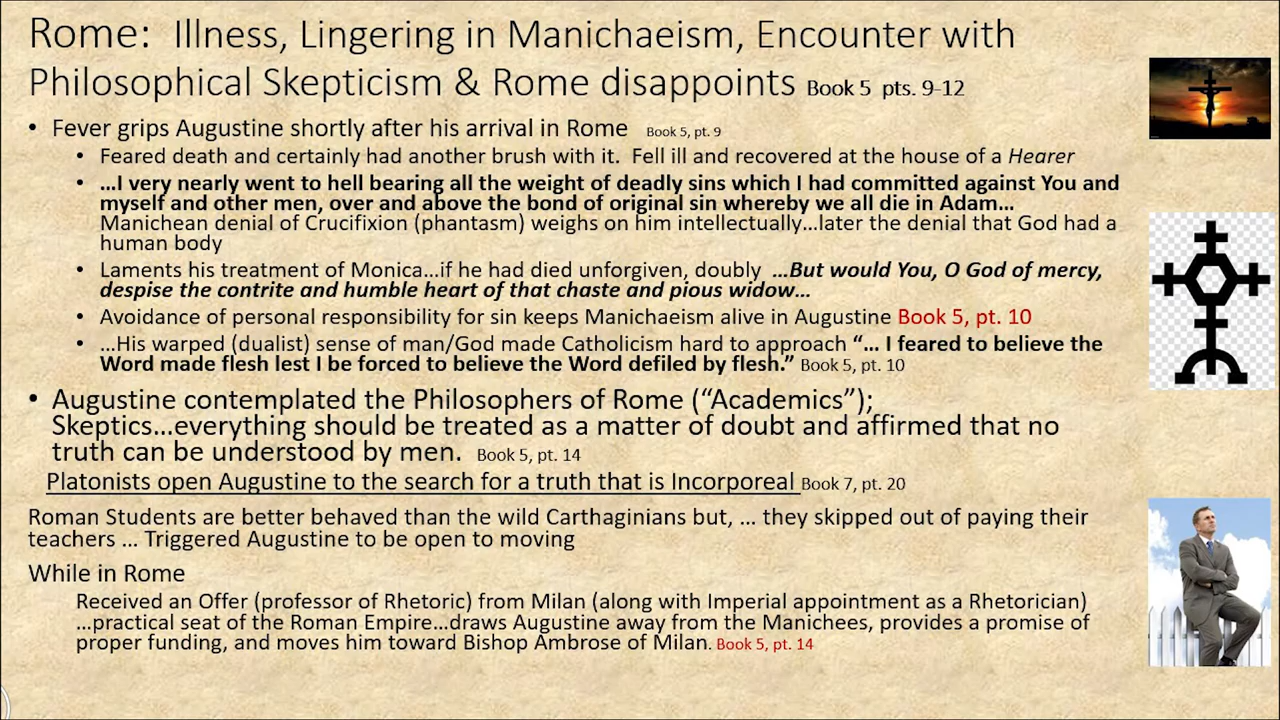 Rome:  Illness, Lingering in Manichaeism, Encounter with
Philosophical Skepticism & Rome disappoints Book 5  pts. 9-12
• Fever grips Augustine shortly after his arrival in Rome   Book 5, pt. 9
• Feared death and certainly had another brush with it.  Fell ill and recovered at the house of a Hearer
• …I very nearly went to hell bearing all the weight of deadly sins which I had committed against You and
myself and other men, over and above the bond of original sin whereby we all die in Adam…
Manichean denial of Crucifixion (phantasm) weighs on him intellectually…later the denial that God had a
human body
• Laments his treatment of Monica…if he had died unforgiven, doubly  …But would You, O God of mercy,
despise the contrite and humble heart of that chaste and pious widow…
• Avoidance of personal responsibility for sin keeps Manichaeism alive in Augustine Book 5, pt. 10
• …His warped (dualist) sense of man/God made Catholicism hard to approach “… I feared to believe the
Word made flesh lest I be forced to believe the Word defiled by flesh.” Book 5, pt. 10
• Augustine contemplated the Philosophers of Rome (“Academics”);
Skeptics…everything should be treated as a matter of doubt and affirmed that no
truth can be understood by men.  Book 5, pt. 14
Platonists open Augustine to the search for a truth that is Incorporeal Book 7, pt. 20
Roman Students are better behaved than the wild Carthaginians but, … they skipped out of paying their
teachers … Triggered Augustine to be open to moving
While in Rome
Received an Offer (professor of Rhetoric) from Milan (along with Imperial appointment as a Rhetorician)
…practical seat of the Roman Empire…draws Augustine away from the Manichees, provides a promise of
proper funding, and moves him toward Bishop Ambrose of Milan. Book 5, pt. 14